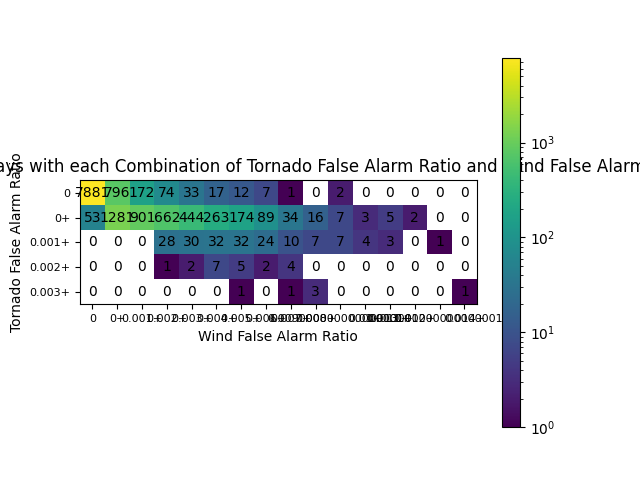 ays with each Combination of Tornado False Alarm Ratio and Wind False Alarm
Tornado False Alarm Ratio
0 7881 796 172 74 33 17 12 7 1 0 2 0 0 0 0 0
0+ 53 1281 901 662 444 263 174 89 34 16 7 3 5 2 0 0
0.001+ 0 0 0 28 30 32 32 24 10 7 7 4 3 0 1 0
0.002+ 0 0 0 1 2 7 5 2 4 0 0 0 0 0 0 0
0.003+ 0 0 0 0 0 0 1 0 1 3 0 0 0 0 0 1
0 0+ 0.001+
Wind False Alarm Ratio
10³
10²
10¹
10⁰